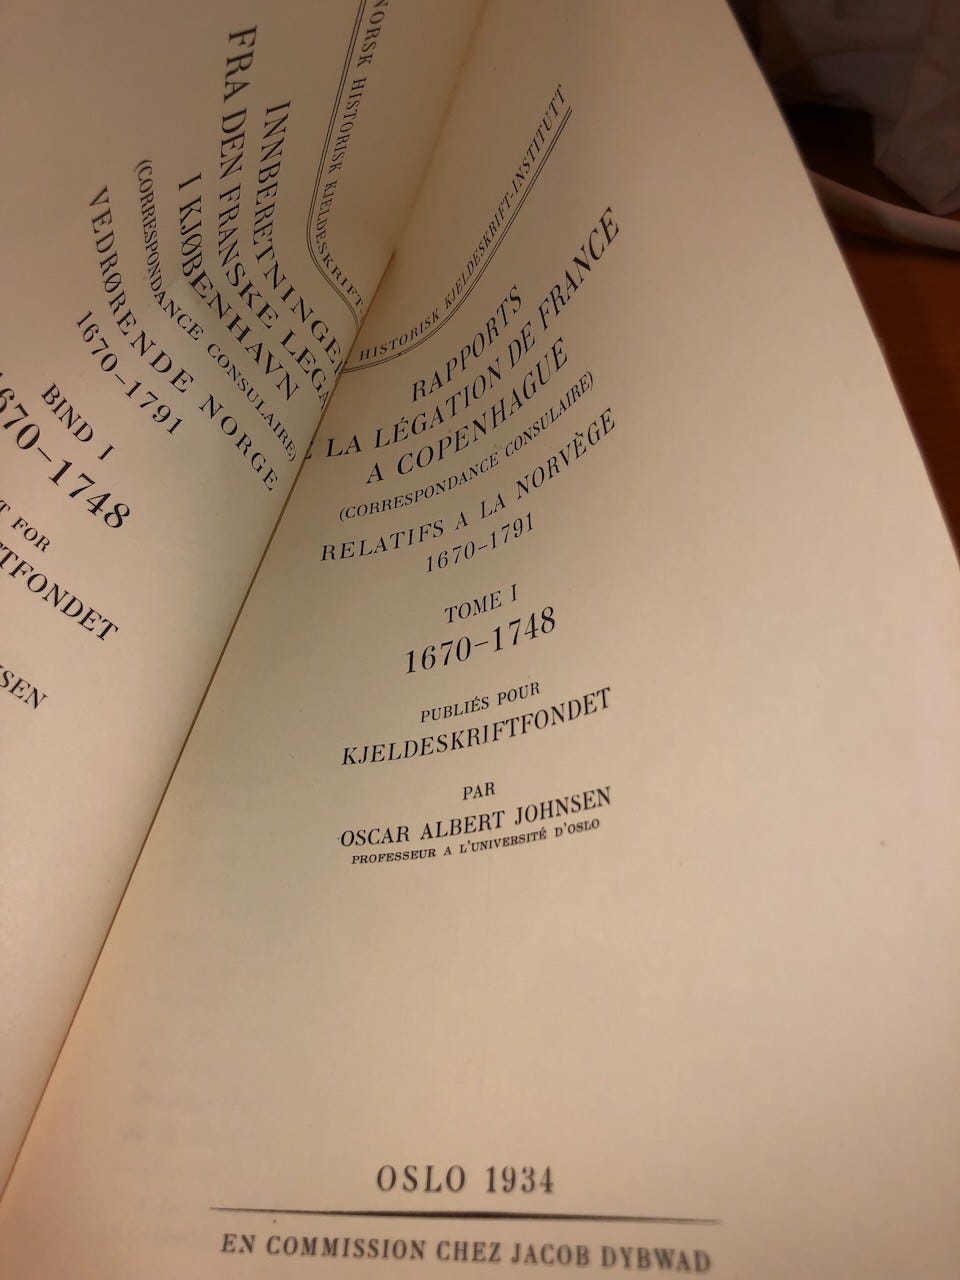 NORSK HISTORISK KJELDESKRIFT-
INNBERETNINGER
FRA DEN FRANSKE LEGA
I KJØBENHAVN
(CORRESPONDANCE CONSULAIRE)
VEDRØRENDE NORGE
1670–1791
BIND I
1670–1748
FOR
TFONDET
SEN
HISTORISK KJELDESKRIFT-INSTITUTT
RAPPORTS
LA LÉGATION DE FRANCE
A COPENHAGUE
(CORRESPONDANCE CONSULAIRE)
RELATIFS A LA NORVÈGE
1670–1791
TOME I
1670–1748
PUBLIÉS POUR
KJELDESKRIFTFONDET
PAR
OSCAR ALBERT JOHNSEN
PROFESSEUR A L'UNIVERSITÉ D'OSLO
OSLO 1934
EN COMMISSION CHEZ JACOB DYBWAD